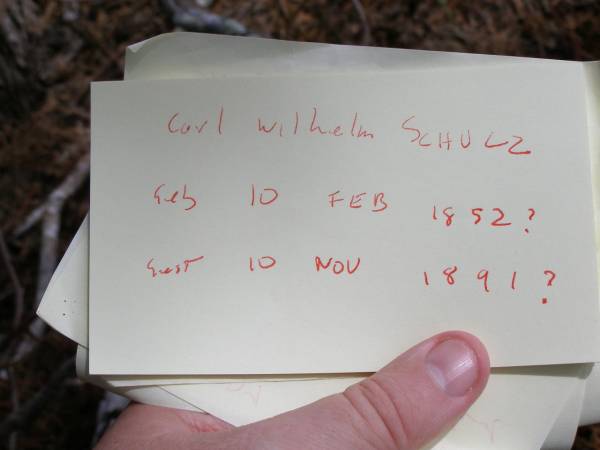 Carl Wilhelm SCHULZ
Geb 10 FEB 1852?
Gest 10 NOV 1891?